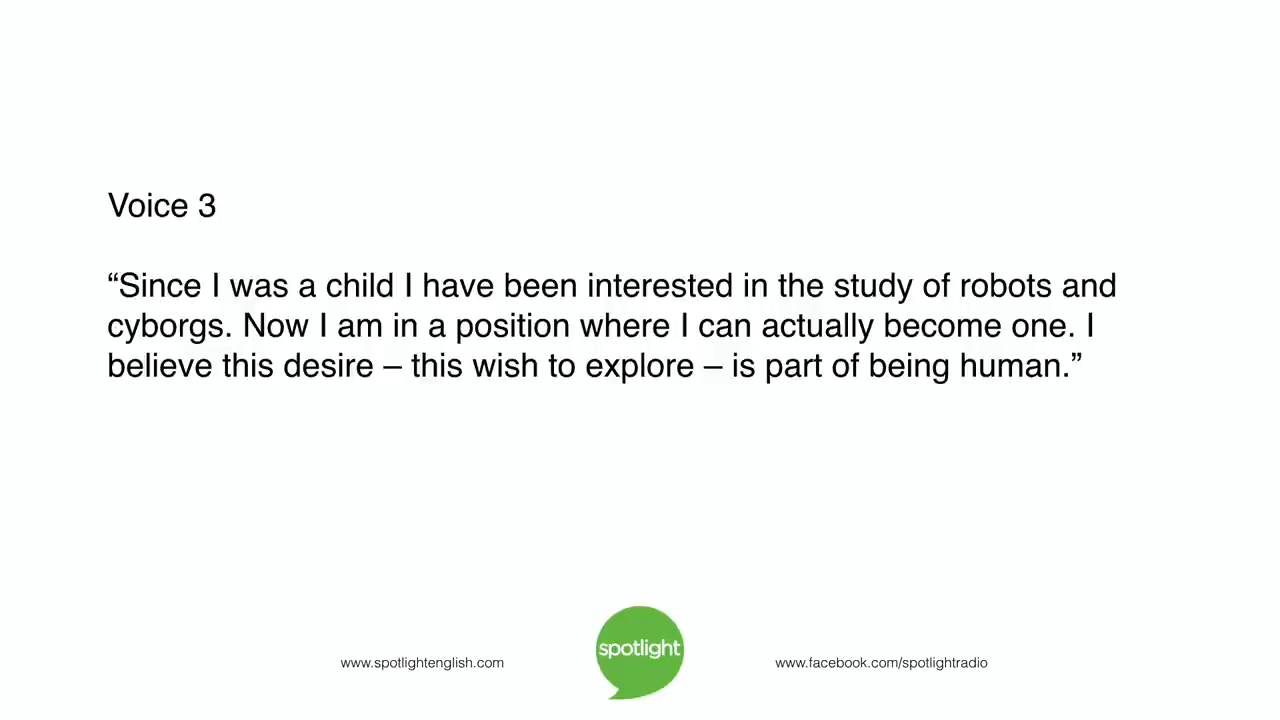 Voice 3
“Since I was a child I have been interested in the study of robots and
cyborgs. Now I am in a position where I can actually become one. I
believe this desire – this wish to explore – is part of being human.”
spotlight
www.spotlightenglish.com
www.facebook.com/spotlightradio